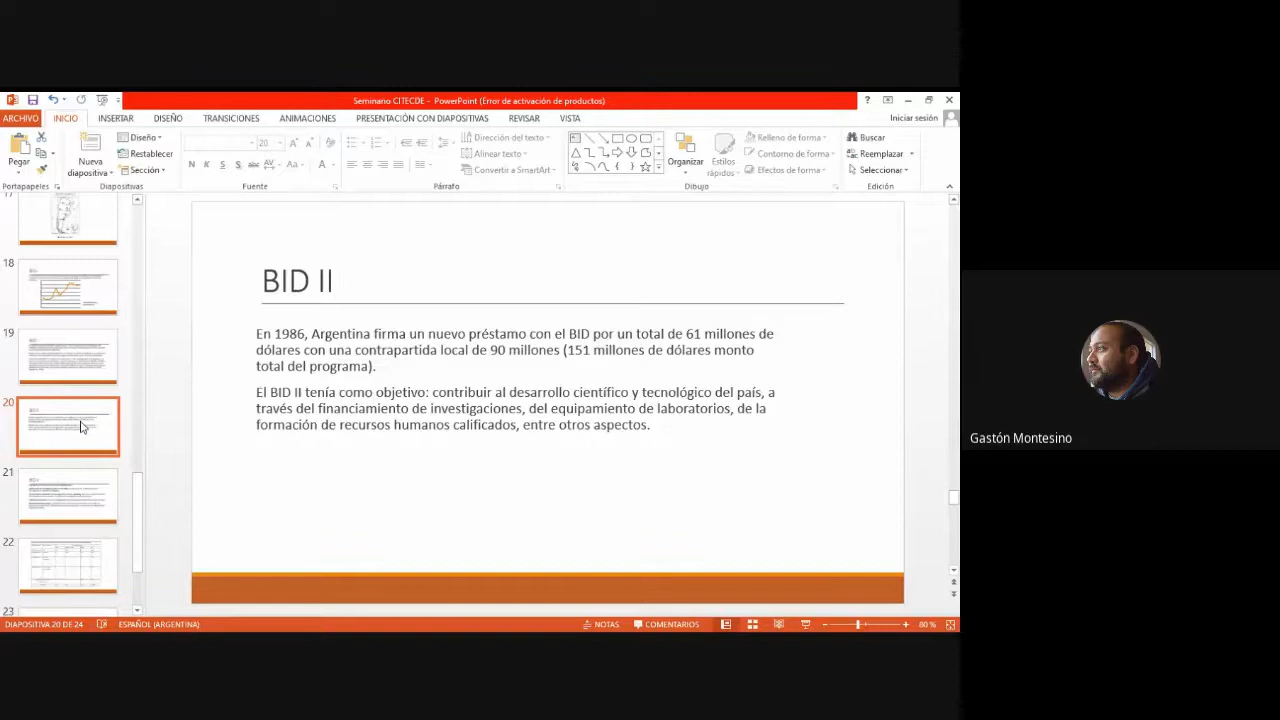 Seminario CITECDE - PowerPoint (Error de activación de productos)
?
ARCHIVO INICIO INSERTAR DISEÑO TRANSICIONES ANIMACIONES PRESENTACIÓN CON DIAPOSITIVAS REVISAR VISTA Iniciar sesión
Pegar
Nueva diapositiva
Diseño
Restablecer
Sección
20
N K S S abc AV Aa A
Dirección del texto
Alinear texto
Convertir a SmartArt
Organizar
Estilos rápidos
Relleno de forma
Contorno de forma
Efectos de forma
Buscar
Reemplazar
Seleccionar
Portapapeles Diapositivas Fuente Párrafo Dibujo Edición
17
18
19
20
21
22
23
BID II
En 1986, Argentina firma un nuevo préstamo con el BID por un total de 61 millones de
dólares con una contrapartida local de 90 millones (151 millones de dólares monto
total del programa).
El BID II tenía como objetivo: contribuir al desarrollo científico y tecnológico del país, a
través del financiamiento de investigaciones, del equipamiento de laboratorios, de la
formación de recursos humanos calificados, entre otros aspectos.
Gastón Montesino
DIAPOSITIVA 20 DE 24 ESPAÑOL (ARGENTINA) NOTAS COMENTARIOS 80 %